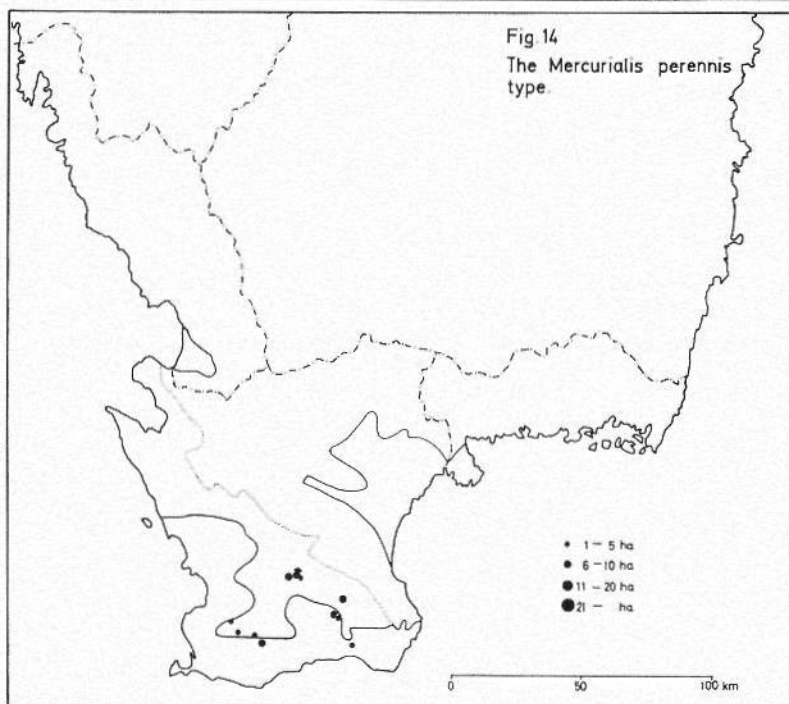 Fig.14
The Mercurialis perennis
type.
1 – 5 ha
6 – 10 ha
11 – 20 ha
21 – ha
0 50 100 km